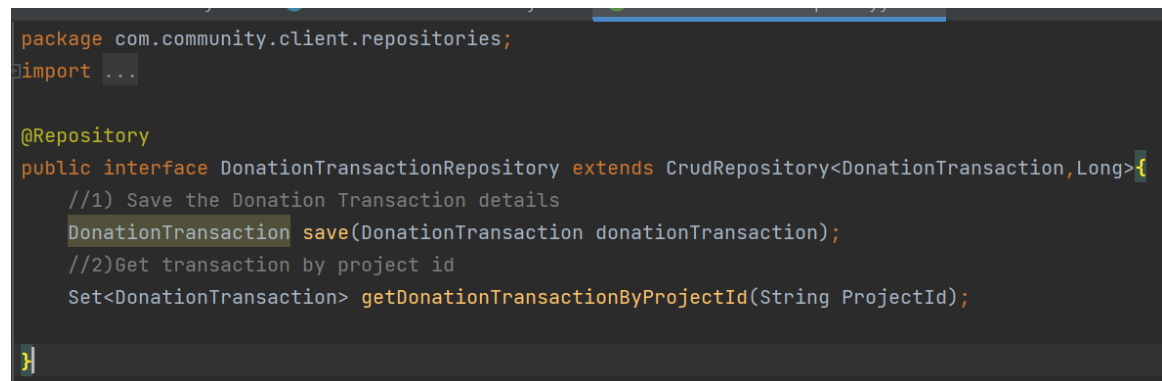 package com.community.client.repositories;
import ...
@Repository
public interface DonationTransactionRepository extends CrudRepository<DonationTransaction,Long>{
//1) Save the Donation Transaction details
DonationTransaction save(DonationTransaction donationTransaction);
//2)Get transaction by project id
Set<DonationTransaction> getDonationTransactionByProjectId(String ProjectId);
}